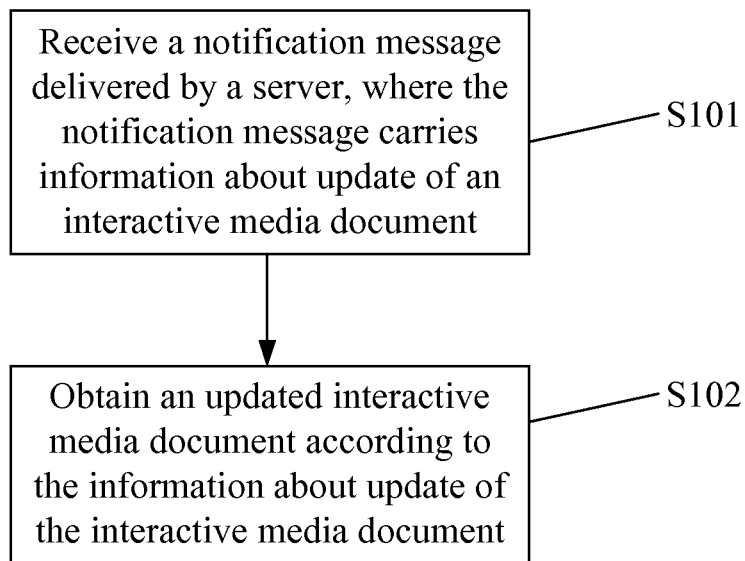 Receive a notification message
delivered by a server, where the
notification message carries
information about update of an
interactive media document
S101
Obtain an updated interactive
media document according to
the information about update of
the interactive media document
S102